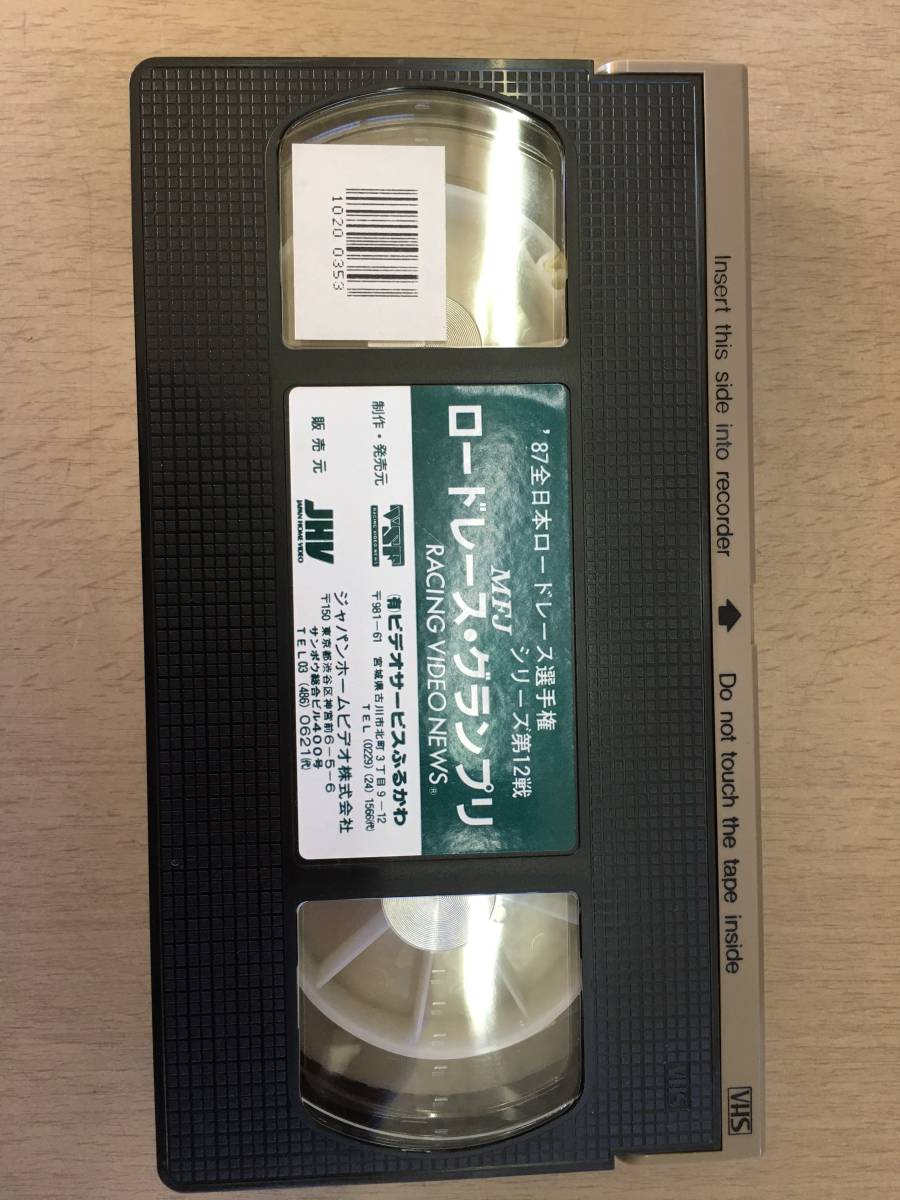 Insert this side into recorder ⬆ Do not touch the tape inside
VHS
VHS
1020 0353
'87全日本ロードレース選手権
シリーズ第12戦
MFJ
ロードレース・グランプリ
RACING VIDEO NEWS®
制作・発売元
RACING VIDEO NEWS
(有)ビデオサービスふるかわ
〒981-61 宮城県古川市北町3丁目9-12
TEL (0229) (24) 1566(代)
販売元
JHV
JAPAN HOME VIDEO
ジャパンホームビデオ株式会社
〒150 東京都渋谷区神宮前6-5-6
サンポウ総合ビル400号
TEL 03 (486) 0621(代)